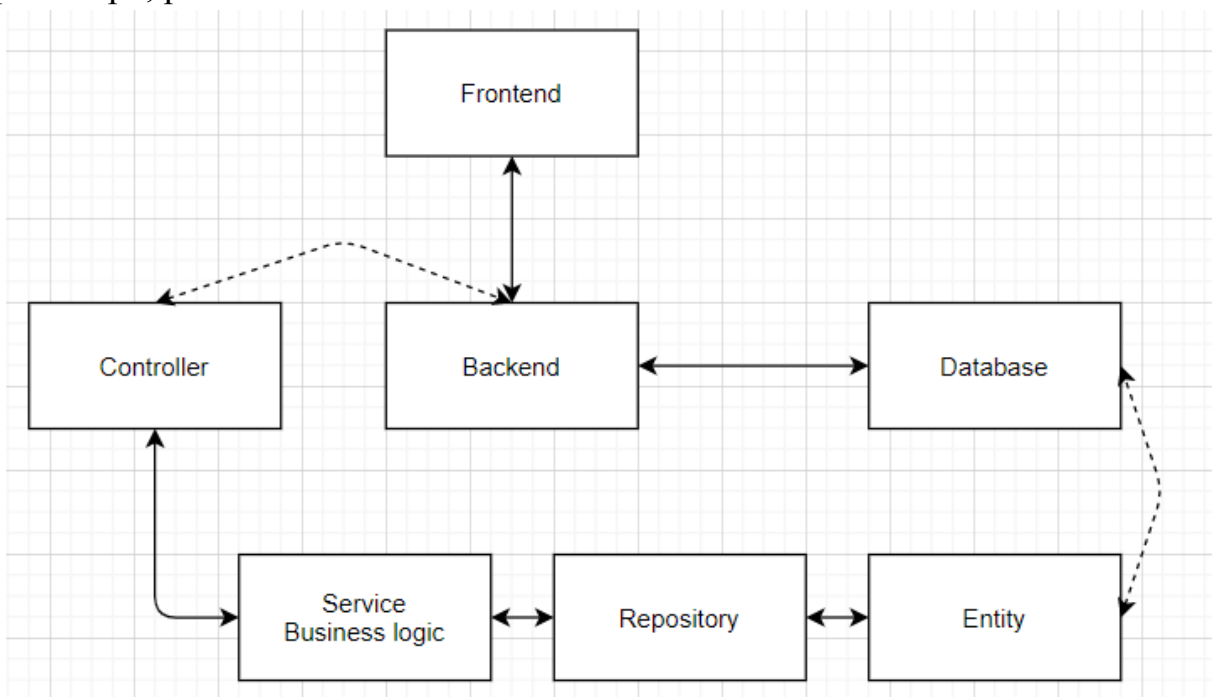 Frontend
Controller
Backend
Database
Service
Business logic
Repository
Entity